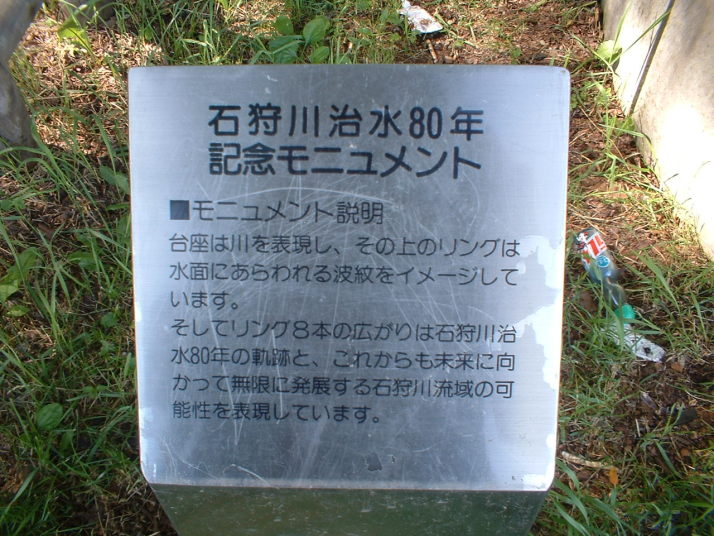 石狩川治水80年
記念モニュメント
■モニュメント説明
台座は川を表現し、その上のリングは
水面にあらわれる波紋をイメージして
います。
そしてリング8本の広がりは石狩川治
水80年の軌跡と、これからも未来に向
かって無限に発展する石狩川流域の可
能性を表現しています。